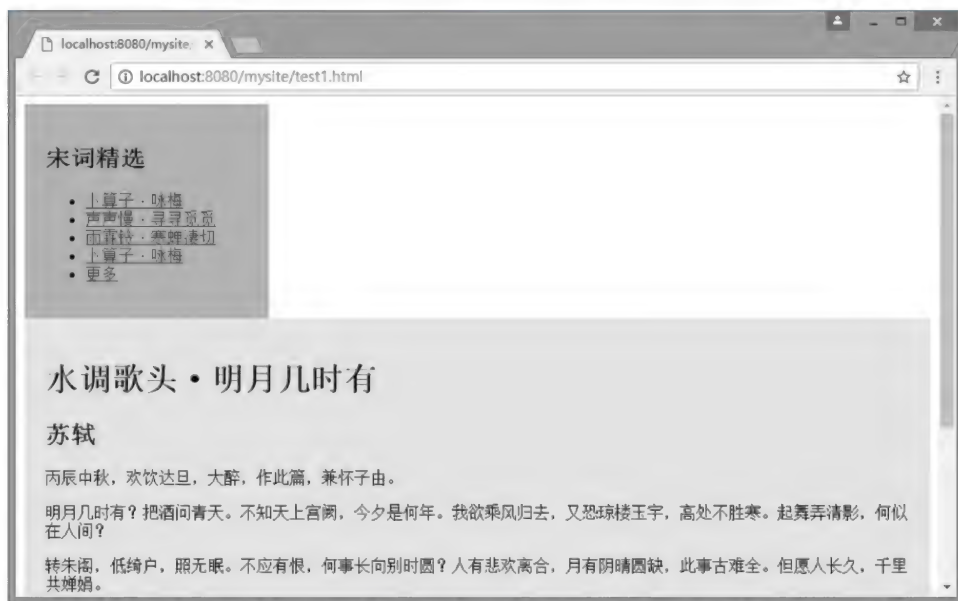 localhost:8080/mysite
localhost:8080/mysite/test1.html
宋词精选
卜算子·咏梅
声声慢·寻寻觅觅
雨霖铃·寒蝉凄切
卜算子·咏梅
更多
水调歌头·明月几时有
苏轼
丙辰中秋，欢饮达旦，大醉，作此篇，兼怀子由。
明月几时有？把酒问青天。不知天上宫阙，今夕是何年。我欲乘风归去，又恐琼楼玉宇，高处不胜寒。起舞弄清影，何似
在人间？
转朱阁，低绮户，照无眠。不应有恨，何事长向别时圆？人有悲欢离合，月有阴晴圆缺，此事古难全。但愿人长久，千里
共婵娟。